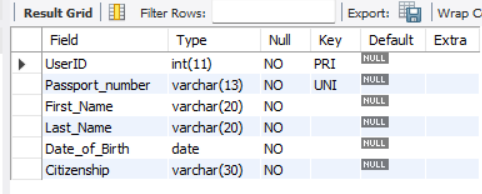 Result Grid Filter Rows: Export: Wrap C
Field Type Null Key Default Extra
UserID int(11) NO PRI NULL
Passport_number varchar(13) NO UNI NULL
First_Name varchar(20) NO NULL
Last_Name varchar(20) NO NULL
Date_of_Birth date NO NULL
Citizenship varchar(30) NO NULL